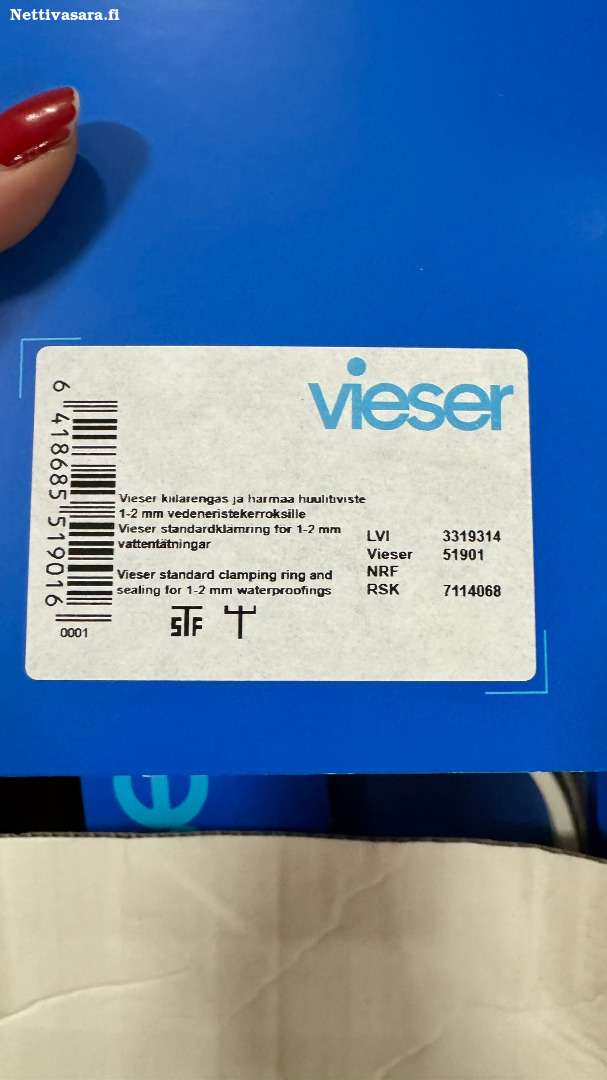 Nettivasara.fi
vieser
6 418685 519016
0001
Vieser kiilarengas ja harmaa huulitiiviste
1-2 mm vedeneristekerroksille
Vieser standardklämring för 1-2 mm
vattentätningar
Vieser standard clamping ring and
sealing for 1-2 mm waterproofings
LVI 3319314
Vieser 51901
NRF
RSK 7114068
STF
e